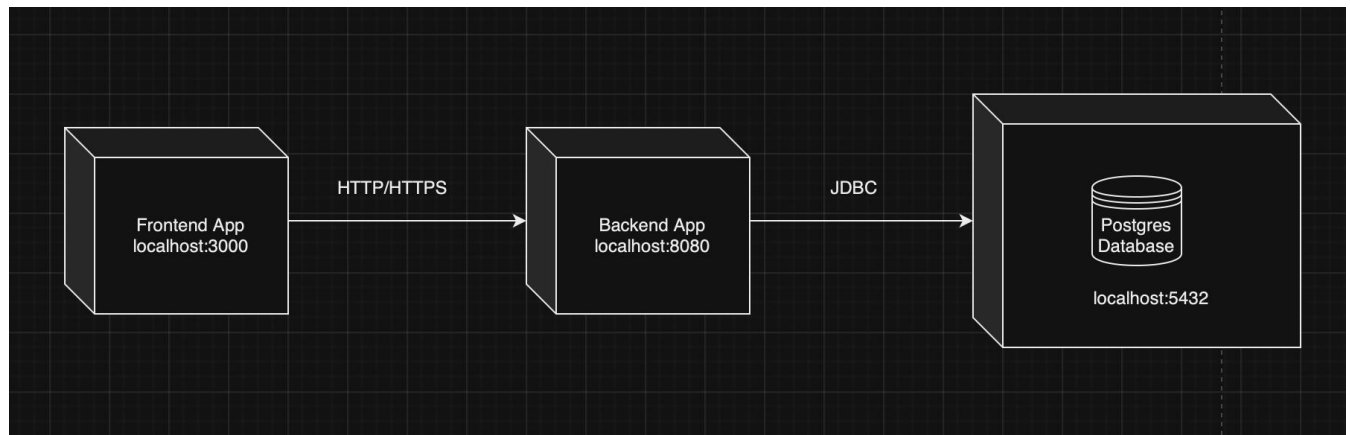 Frontend App
localhost:3000
HTTP/HTTPS
Backend App
localhost:8080
JDBC
Postgres
Database
localhost:5432